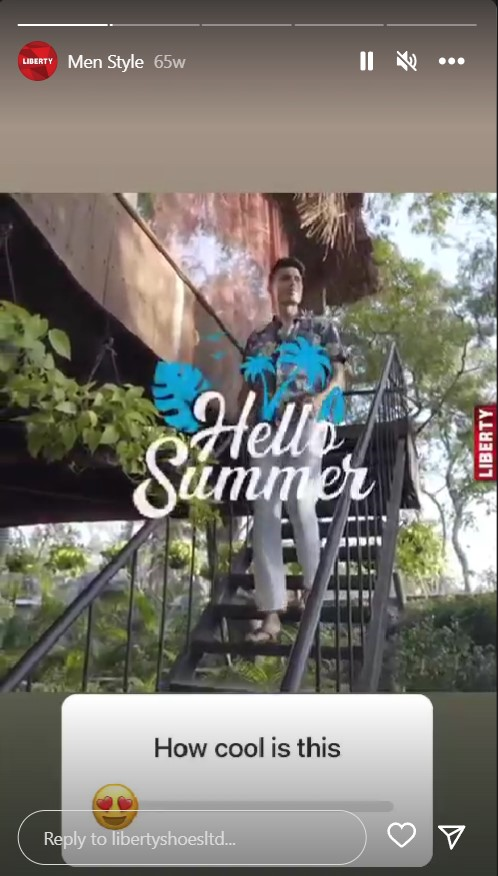 LIBERTY
Men Style 65w
Hello
Summer
LIBERTY
How cool is this
Reply to libertyshoesltd...